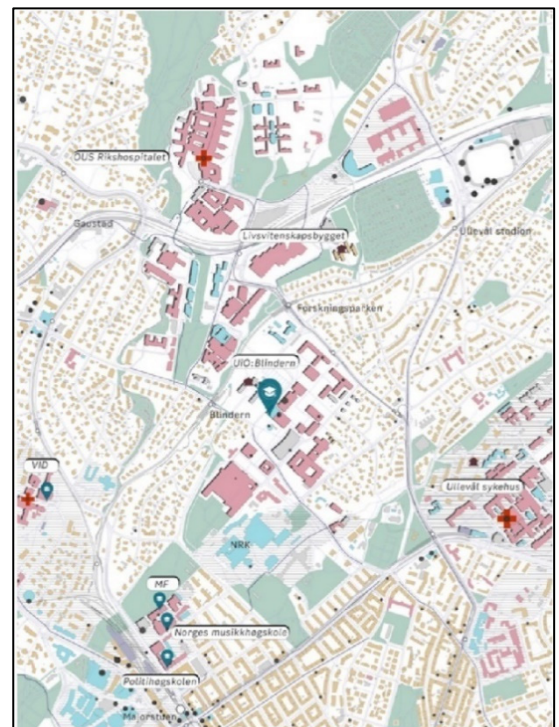 OUS Rikshospitalet
Gaustad
Livsvitenskapsbygget
Ullevål stadion
Forskningsparken
UIO:Blindern
Blindern
VID
Ullevål sykehus
NRK
MF
Norges musikkhøgskole
Politihøgskolen
Majorstuen